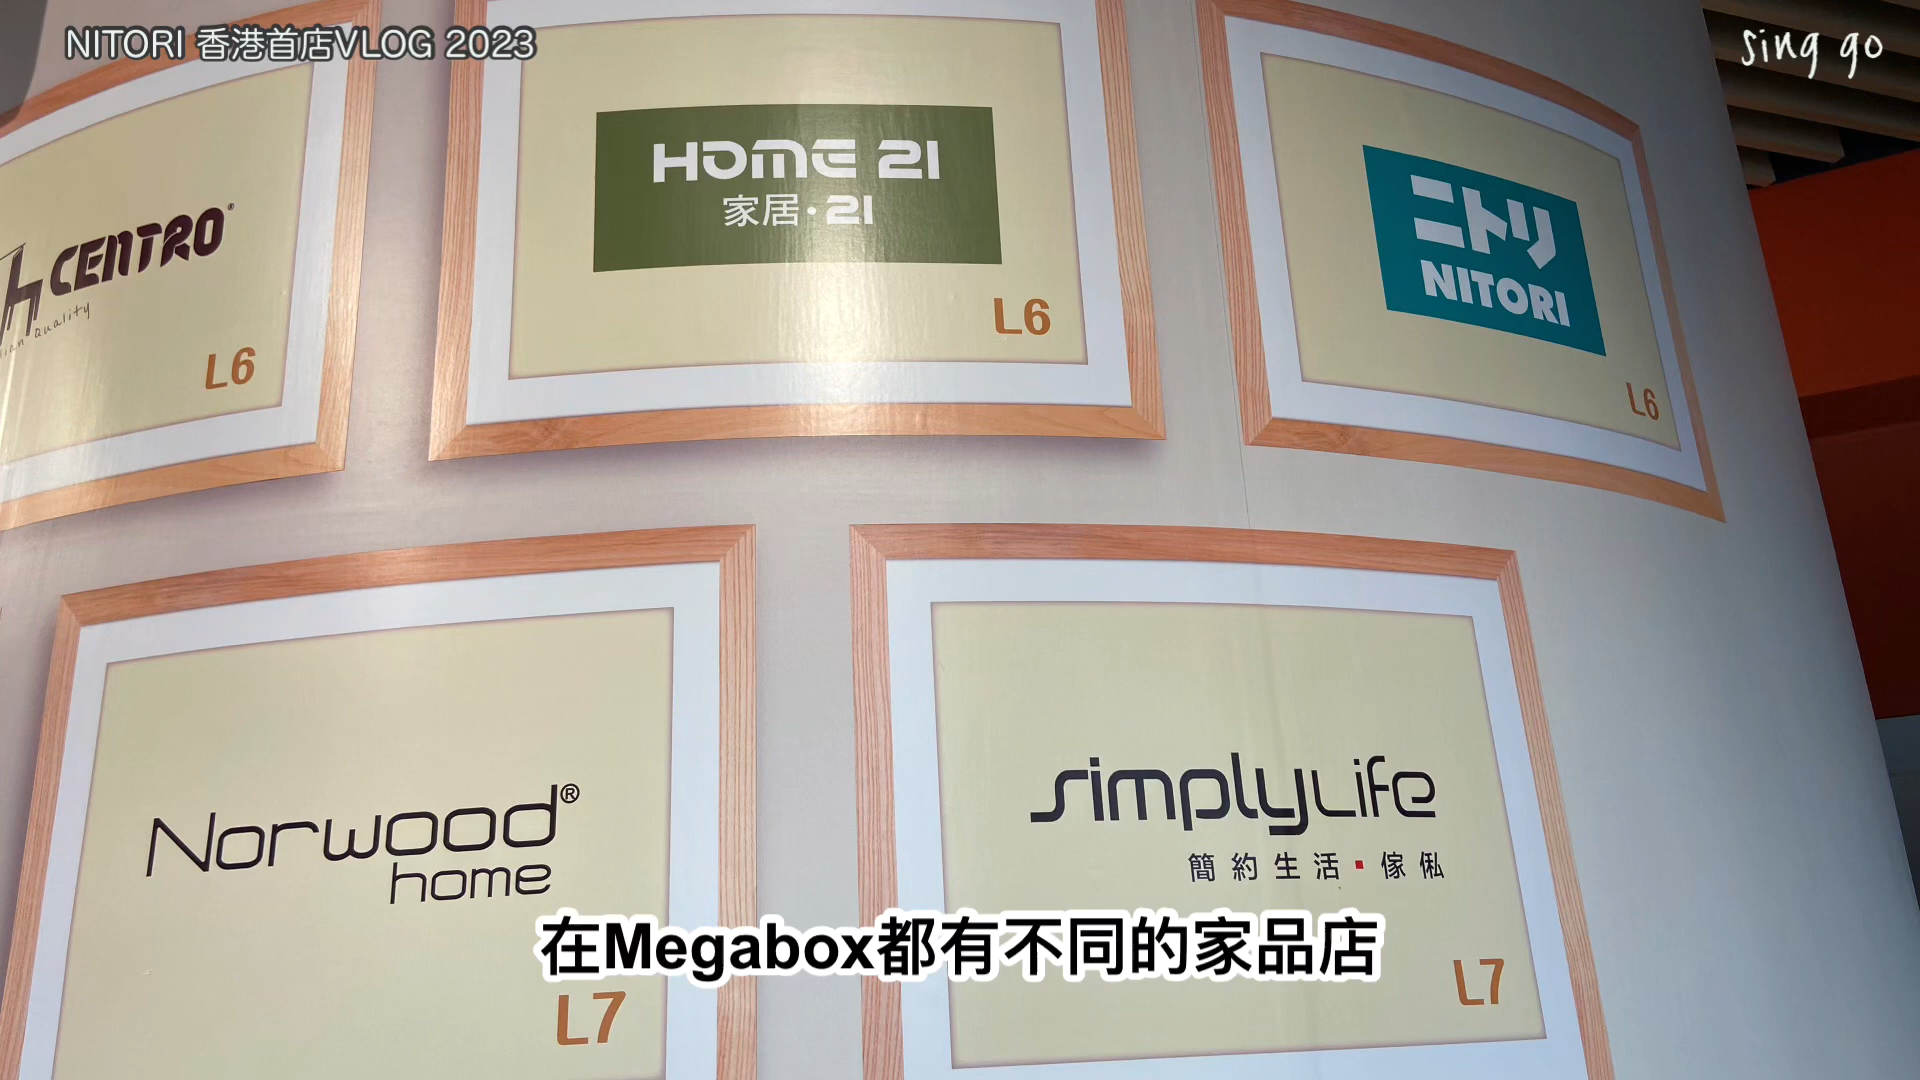 NITORI 香港首店VLOG 2023
sing go
CENTRO®
quality
L6
HOME 21
家居·21
L6
ニトリ
NITORI
L6
Norwood®
home
L7
simplylife
簡約生活·傢俬
L7
在Megabox都有不同的家品店